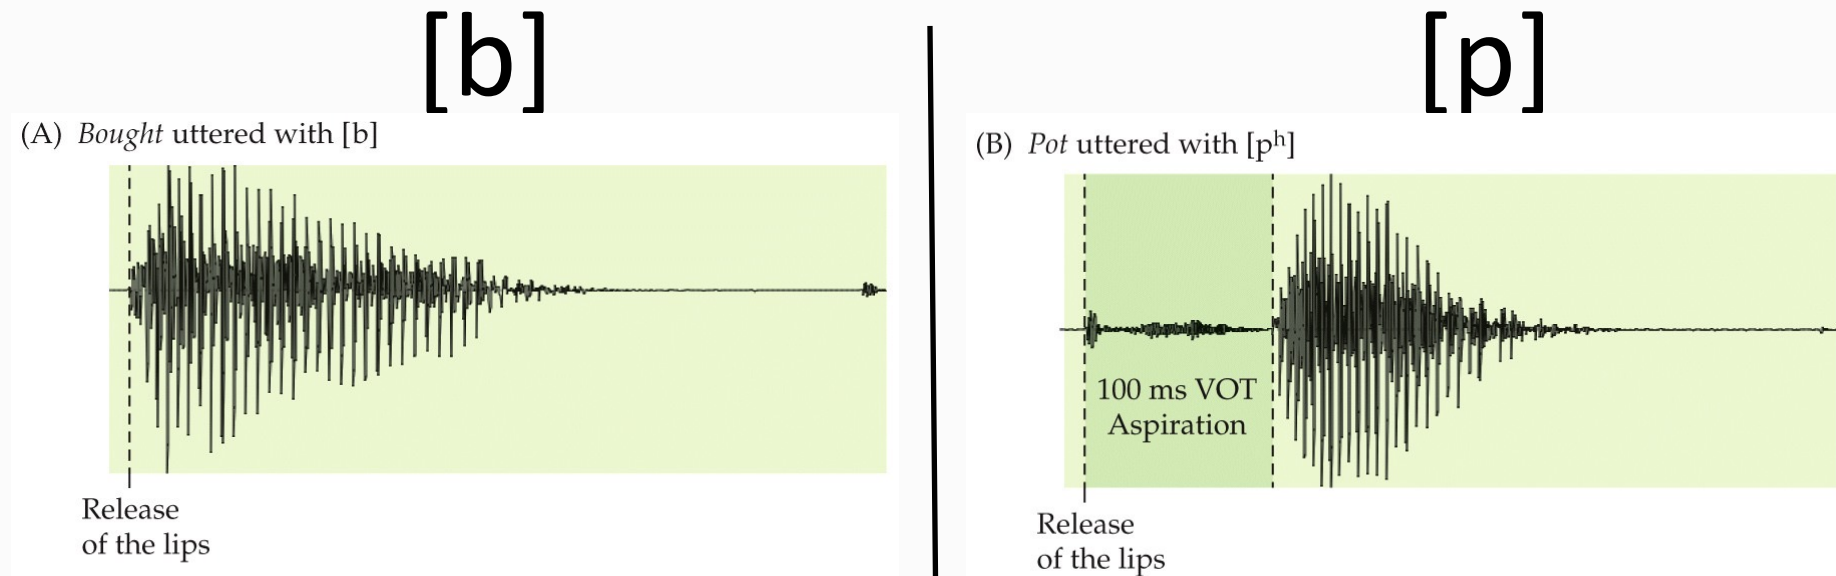 [b]
(A) Bought uttered with [b]
Release
of the lips
[p]
(B) Pot uttered with [pʰ]
100 ms VOT
Aspiration
Release
of the lips